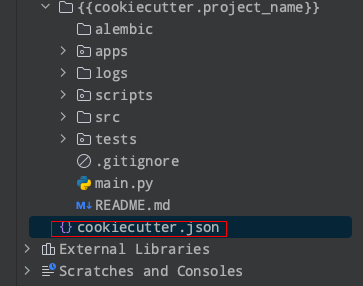 {{cookiecutter.project_name}}
alembic
apps
logs
scripts
src
tests
.gitignore
main.py
M↓ README.md
{} cookiecutter.json
External Libraries
Scratches and Consoles